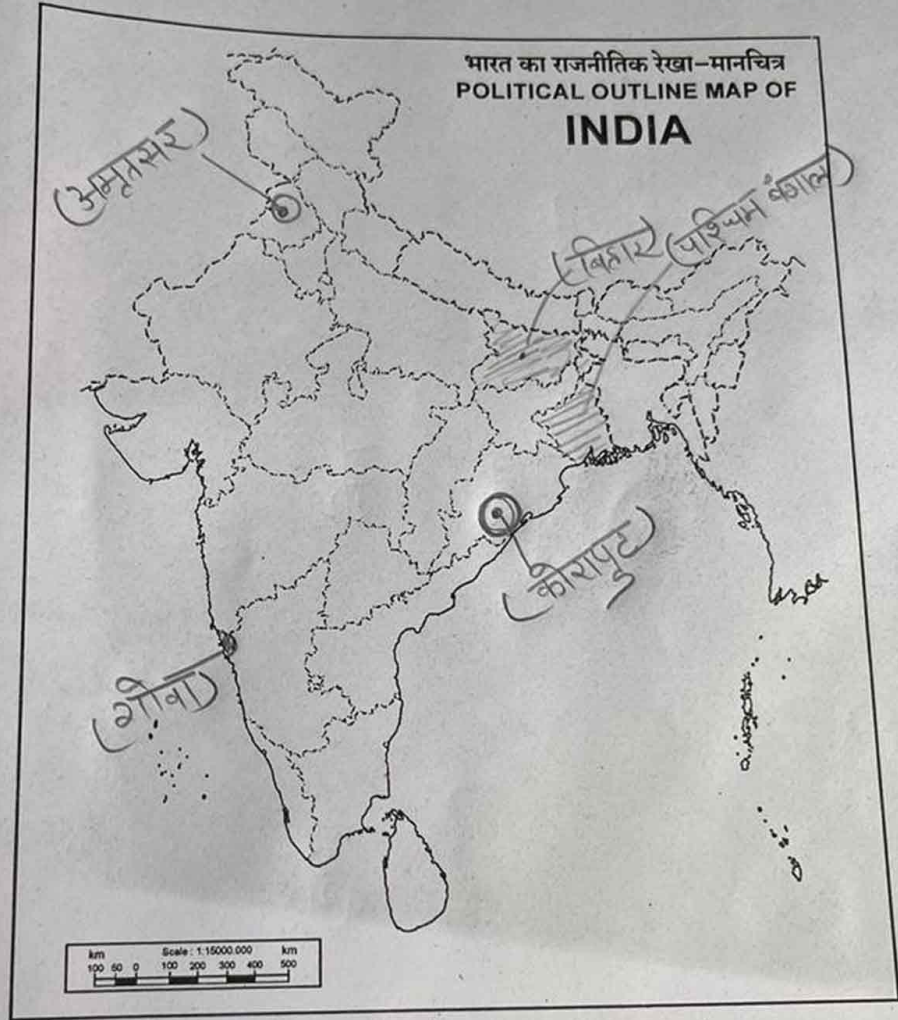 भारत का राजनीतिक रेखा-मानचित्र
POLITICAL OUTLINE MAP OF
INDIA
(अमृतसर)
(बिहार)
(पश्चिम बंगाल)
(कोरापुट)
(गोवा)
km Scale : 1:15000.000 km
100 50 0 100 200 300 400 500